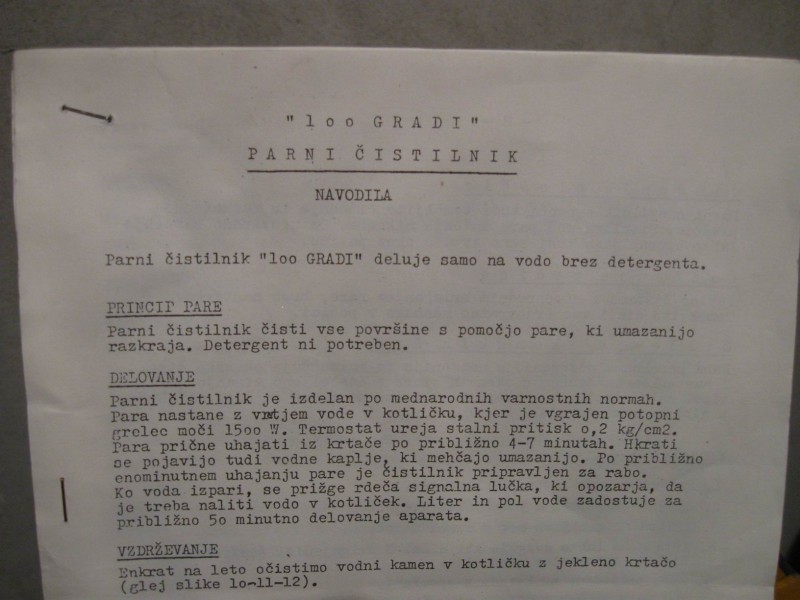 "loo GRADI"
PARNI ČISTILNIK
NAVODILA
Parni čistilnik "loo GRADI" deluje samo na vodo brez detergenta.
PRINCIP PARE
Parni čistilnik čisti vse površine s pomočjo pare, ki umazanijo
razkraja. Detergent ni potreben.
DELOVANJE
Parni čistilnik je izdelan po mednarodnih varnostnih normah.
Para nastane z vretjem vode v kotličku, kjer je vgrajen potopni
grelec moči 15oo W. Termostat ureja stalni pritisk o,2 kg/cm2.
Para prične uhajati iz krtače po približno 4-7 minutah. Hkrati
se pojavijo tudi vodne kaplje, ki mehčajo umazanijo. Po približno
enominutnem uhajanju pare je čistilnik pripravljen za rabo.
Ko voda izpari, se prižge rdeča signalna lučka, ki opozarja, da
je treba naliti vodo v kotliček. Liter in pol vode zadostuje za
približno 5o minutno delovanje aparata.
VZDRŽEVANJE
Enkrat na leto očistimo vodni kamen v kotličku z jekleno krtačo
(glej slike lo-11-12).